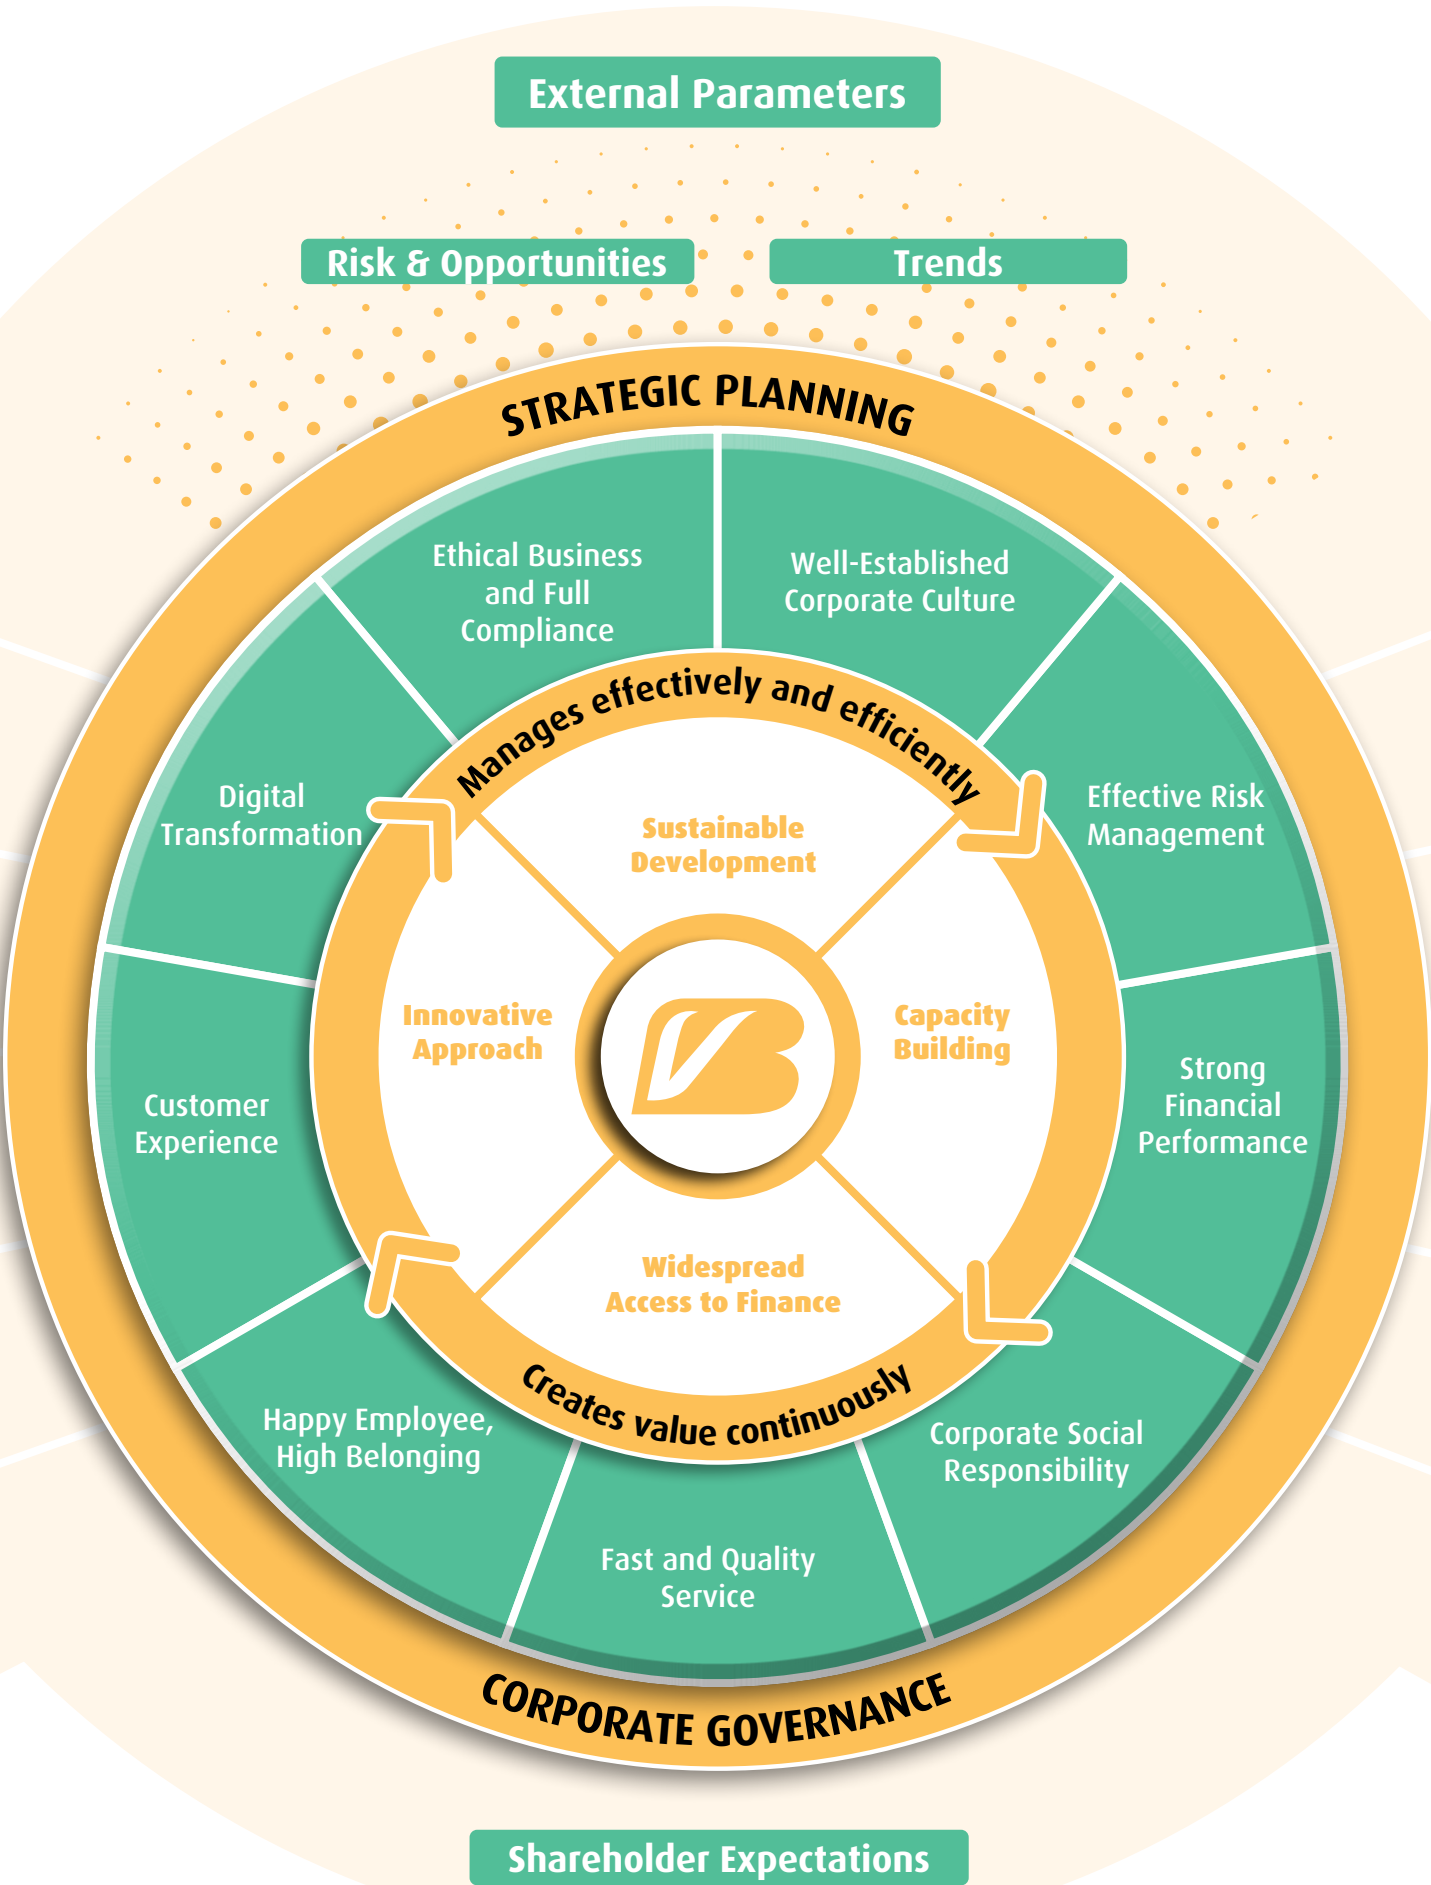 External Parameters
Risk & Opportunities
Trends
STRATEGIC PLANNING
Ethical Business
and Full
Compliance
Well-Established
Corporate Culture
Manages effectively and efficiently
Digital
Transformation
Effective Risk
Management
Sustainable
Development
Innovative
Approach
Capacity
Building
Customer
Experience
Strong
Financial
Performance
Widespread
Access to Finance
Creates value continuously
Happy Employee,
High Belonging
Corporate Social
Responsibility
Fast and Quality
Service
CORPORATE GOVERNANCE
Shareholder Expectations